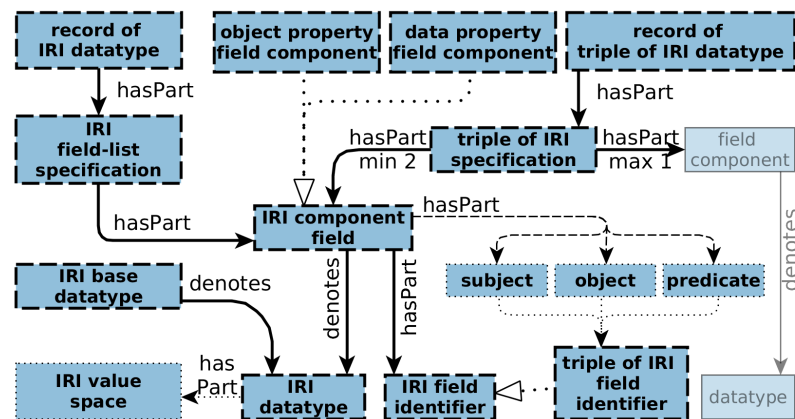 record of
IRI datatype
object property
field component
data property
field component
record of
triple of IRI datatype
hasPart
hasPart
IRI
field-list
specification
hasPart
min 2
triple of IRI
specification
hasPart
max 1
field
component
hasPart
IRI component
field
hasPart
denotes
IRI base
datatype
denotes
denotes
hasPart
subject
object
predicate
IRI value
space
has
Part
IRI
datatype
IRI field
identifier
triple of IRI
field
identifier
datatype